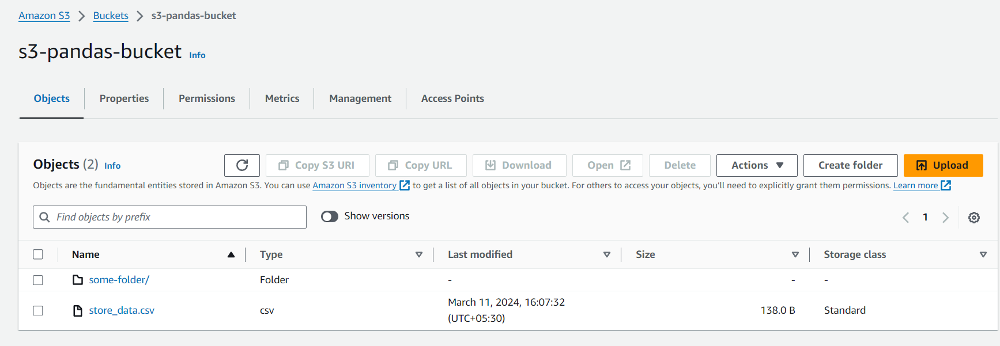 Amazon S3 > Buckets > s3-pandas-bucket
s3-pandas-bucket Info
Objects Properties Permissions Metrics Management Access Points
Objects (2) Info Copy S3 URI Copy URL Download Open Delete Actions Create folder Upload
Objects are the fundamental entities stored in Amazon S3. You can use Amazon S3 inventory to get a list of all objects in your bucket. For others to access your objects, you'll need to explicitly grant them permissions. Learn more
Find objects by prefix Show versions 1
Name Type Last modified Size Storage class
some-folder/ Folder - - -
store_data.csv csv March 11, 2024, 16:07:32 (UTC+05:30) 138.0 B Standard